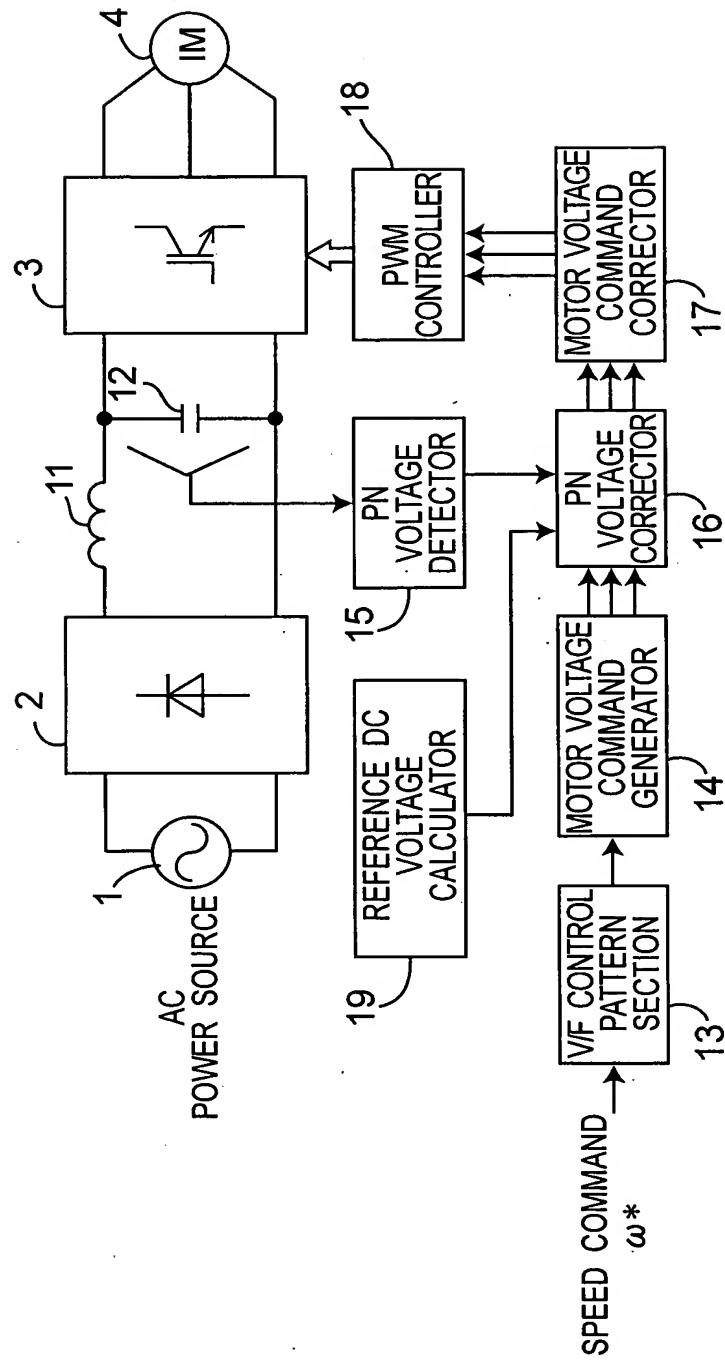 1
AC
POWER SOURCE
2
11
12
3
4
IM
REFERENCE DC
VOLTAGE
CALCULATOR
19
PN
VOLTAGE
DETECTOR
15
PWM
CONTROLLER
18
SPEED COMMAND
ω*
V/F CONTROL
PATTERN
SECTION
13
MOTOR VOLTAGE
COMMAND
GENERATOR
14
PN
VOLTAGE
CORRECTOR
16
MOTOR VOLTAGE
COMMAND
CORRECTOR
17